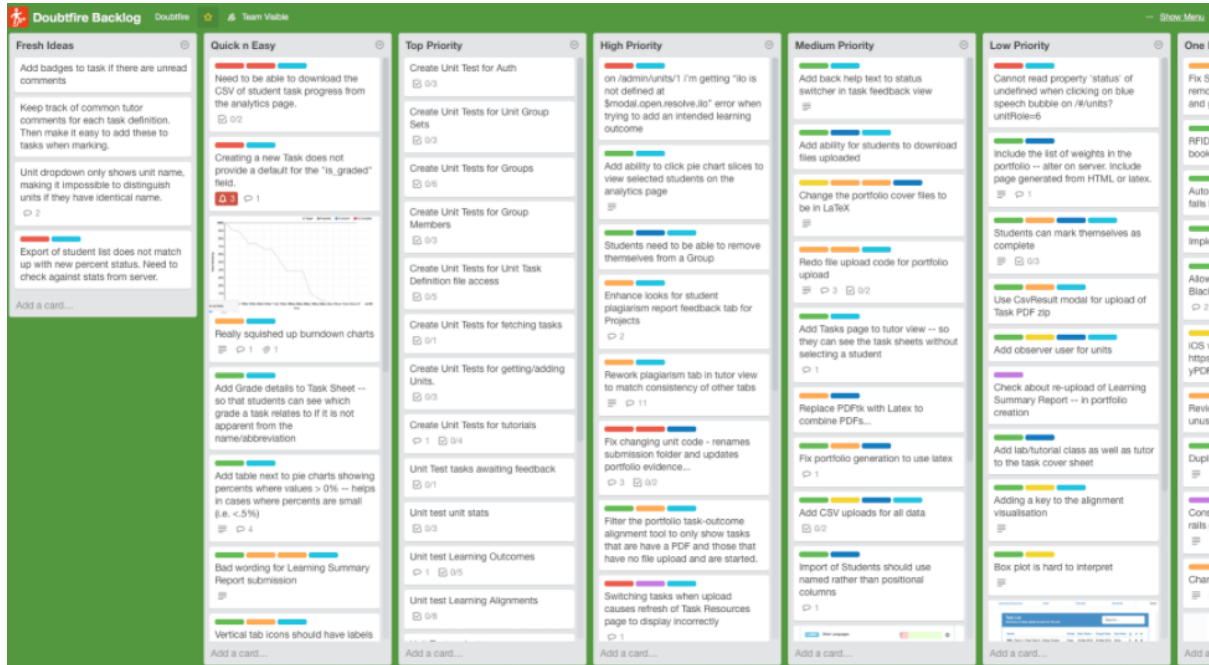 Doubtfire Backlog
Doubtfire
Team Visible
Show Menu
Fresh Ideas
Add badges to task if there are unread
comments
Keep track of common tutor
comments for each task definition.
Then make it easy to add these to
tasks when marking.
Unit dropdown only shows unit name,
making it impossible to distinguish
units if they have identical name.
2
Export of student list does not match
up with new percent status. Need to
check against stats from server.
Add a card...
Quick n Easy
Need to be able to download the
CSV of student task progress from
the analytics page.
0/2
Creating a new Task does not
provide a default for the "is_graded"
field.
3 1
Really squished up burndown charts
1 1
Add Grade details to Task Sheet --
so that students can see which
grade a task relates to if it is not
apparent from the
name/abbreviation
Add table next to pie charts showing
percents where values > 0% -- helps
in cases where percents are small
(i.e. <.5%)
4
Bad wording for Learning Summary
Report submission
Vertical tab icons should have labels
Add a card...
Top Priority
Create Unit Test for Auth
0/3
Create Unit Tests for Unit Group
Sets
0/3
Create Unit Tests for Groups
0/6
Create Unit Tests for Group
Members
0/3
Create Unit Tests for Unit Task
Definition file access
0/5
Create Unit Tests for fetching tasks
0/1
Create Unit Tests for getting/adding
Units.
0/3
Create Unit Tests for tutorials
1 0/4
Unit Test tasks awaiting feedback
0/1
Unit test unit stats
0/3
Unit test Learning Outcomes
1 0/5
Unit test Learning Alignments
0/8
Add a card...
High Priority
on /admin/units/1 i'm getting "ilo is
not defined at
$modal.open.resolve.ilo" error when
trying to add an intended learning
outcome
Add ability to click pie chart slices to
view selected students on the
analytics page
Students need to be able to remove
themselves from a Group
Enhance looks for student
plagiarism report feedback tab for
Projects
2
Rework plagiarism tab in tutor view
to match consistency of other tabs
11
Fix changing unit code - renames
submission folder and updates
portfolio evidence...
3 0/2
Filter the portfolio task-outcome
alignment tool to only show tasks
that are have a PDF and those that
have no file upload and are started.
Switching tasks when upload
causes refresh of Task Resources
page to display incorrectly
1
Add a card...
Medium Priority
Add back help text to status
switcher in task feedback view
Add ability for students to download
files uploaded
Change the portfolio cover files to
be in LaTeX
Redo file upload code for portfolio
upload
3 0/2
Add Tasks page to tutor view -- so
they can see the task sheets without
selecting a student
1
Replace PDFtk with Latex to
combine PDFs...
Fix portfolio generation to use latex
1
Add CSV uploads for all data
0/2
Import of Students should use
named rather than positional
columns
1
Add a card...
Low Priority
Cannot read property 'status' of
undefined when clicking on blue
speech bubble on /#/units?
unitRole=6
Include the list of weights in the
portfolio -- alter on server. Include
page generated from HTML or latex.
1
Students can mark themselves as
complete
0/3
Use CsvResult modal for upload of
Task PDF zip
Add observer user for units
Check about re-upload of Learning
Summary Report -- in portfolio
creation
Add lab/tutorial class as well as tutor
to the task cover sheet
Adding a key to the alignment
visualisation
Box plot is hard to interpret
Add a card...
One
Fix S
remo
and
RFID
book
Auto
fails
Imple
Allow
Black
2
iOS
https
yPDF
Revie
unus
Dupl
Cons
rails
Char
Add a